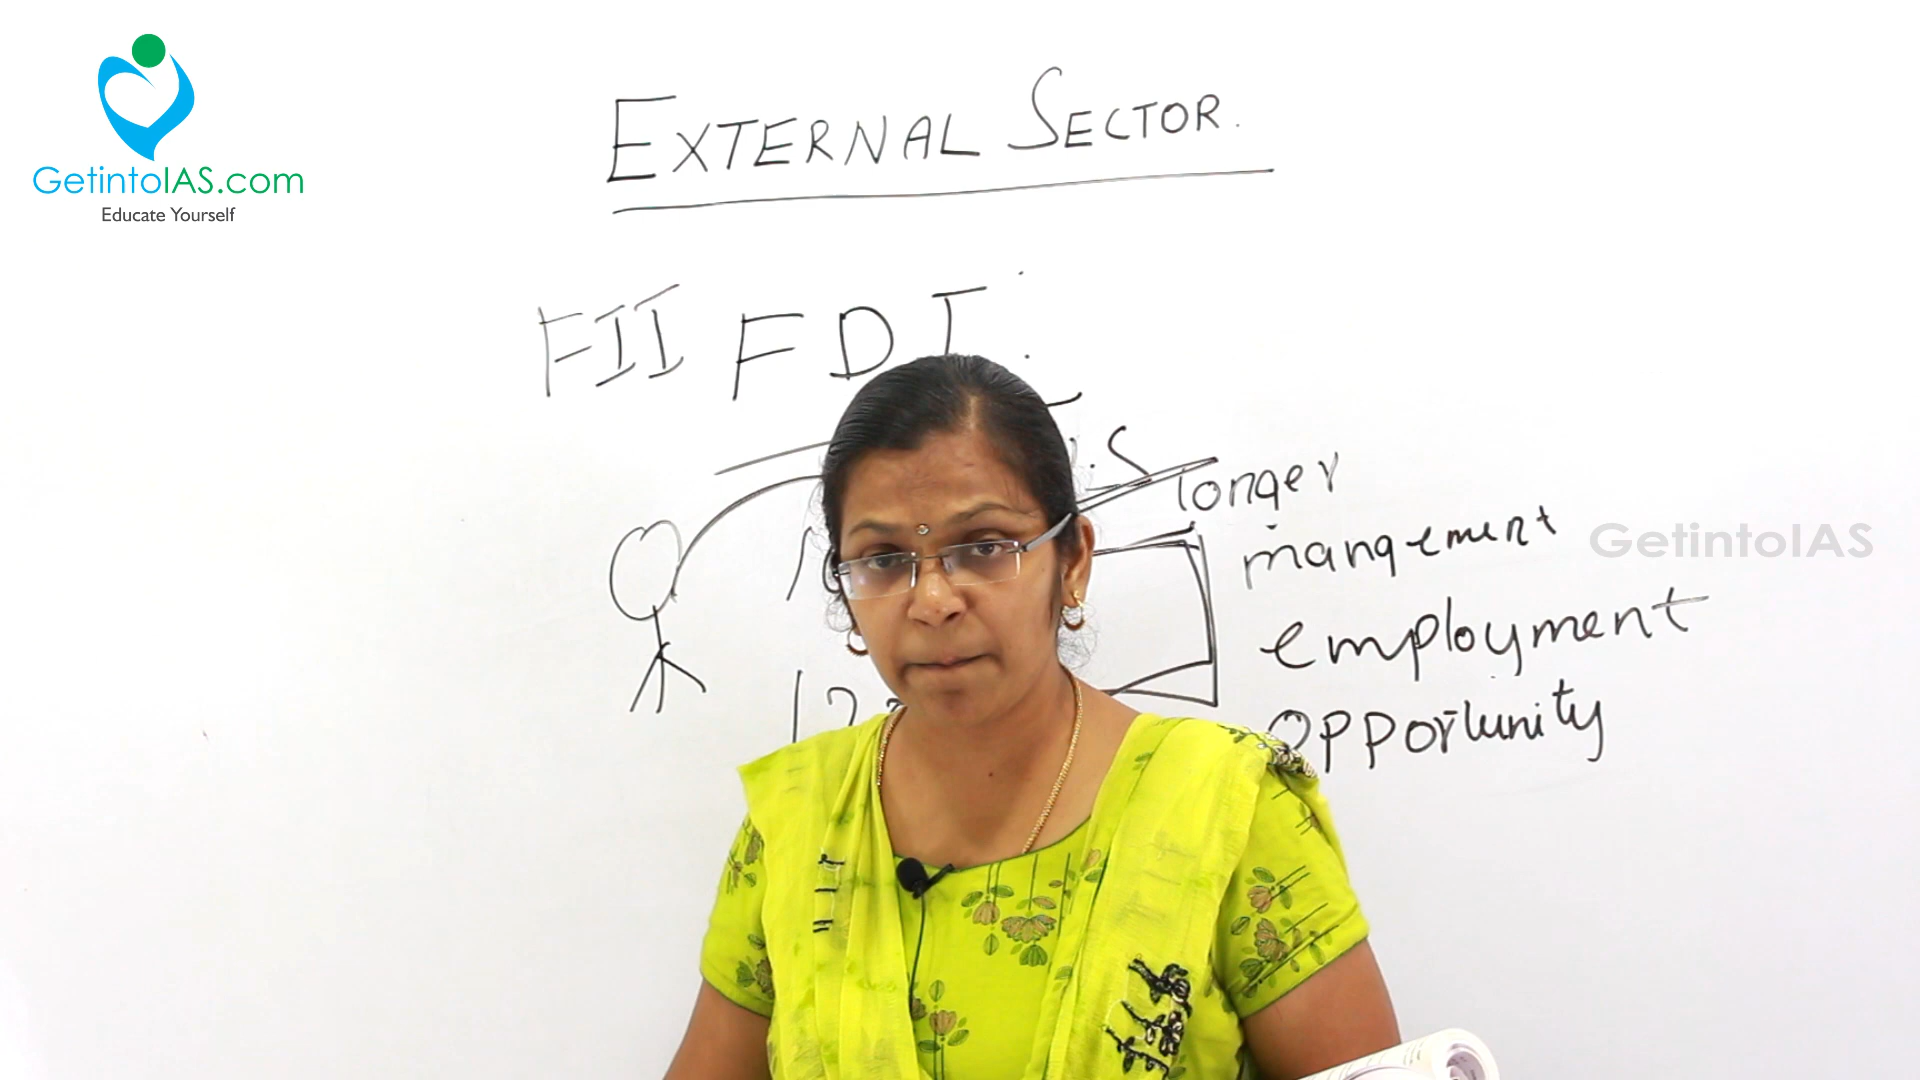 GetintoIAS.com
Educate Yourself
EXTERNAL SECTOR.
FII FDI
longer
mangement
GetintoIAS
employment
opportunity